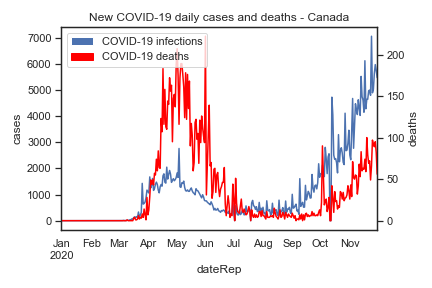 New COVID-19 daily cases and deaths - Canada
COVID-19 infections
COVID-19 deaths
7000
6000
5000
4000
3000
2000
1000
0
cases
200
150
100
50
0
deaths
Jan Feb Mar Apr May Jun Jul Aug Sep Oct Nov
2020
dateRep